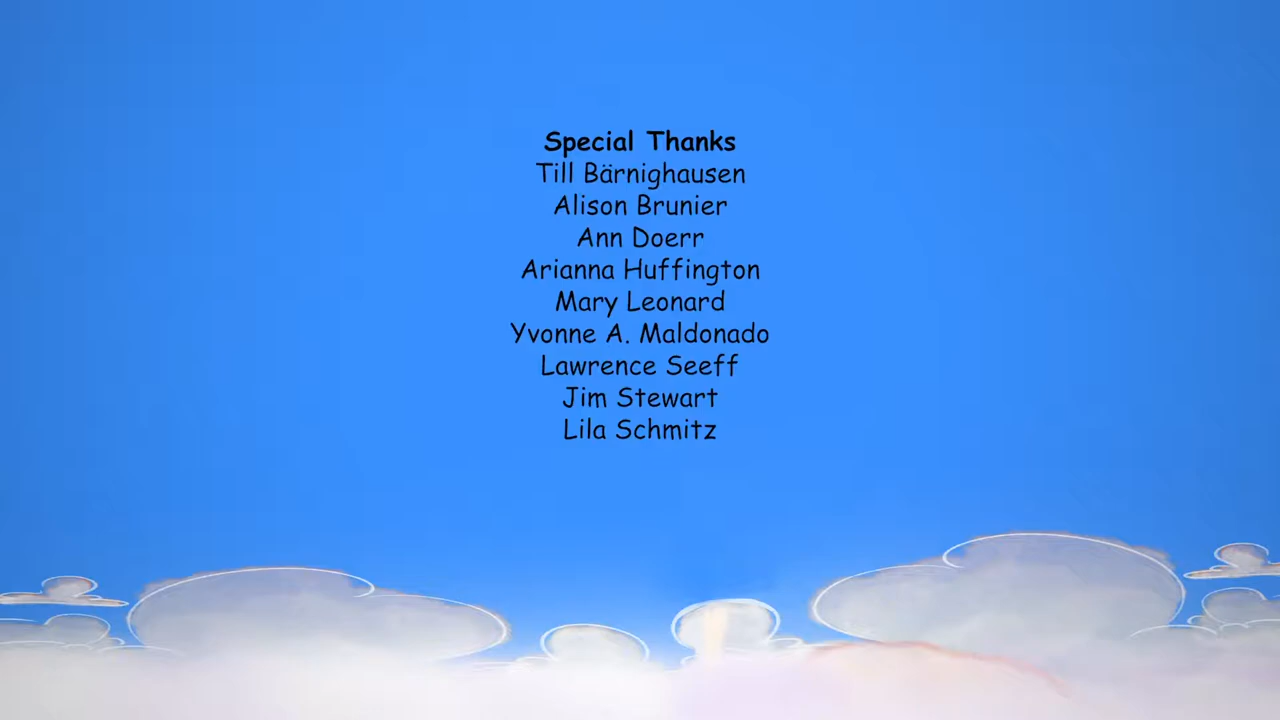 Special Thanks
Till Bärnighausen
Alison Brunier
Ann Doerr
Arianna Huffington
Mary Leonard
Yvonne A. Maldonado
Lawrence Seeff
Jim Stewart
Lila Schmitz